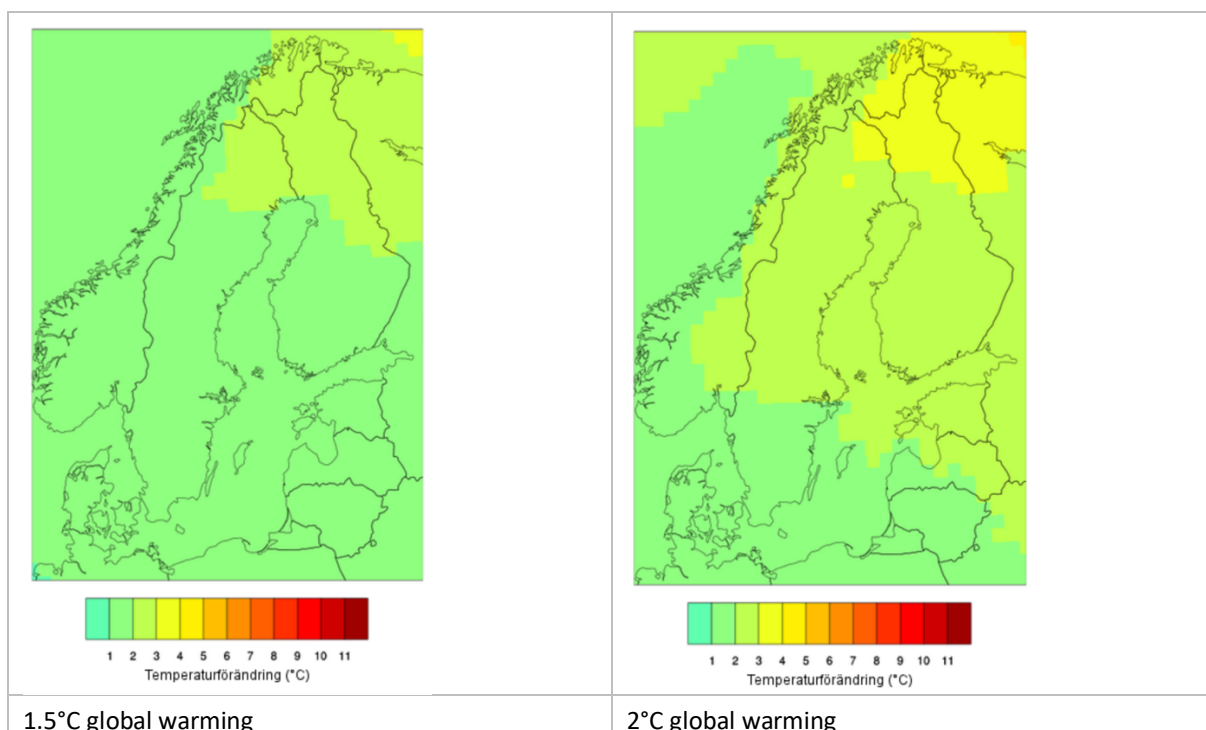 1 2 3 4 5 6 7 8 9 10 11
Temperaturförändring (°C)
1 2 3 4 5 6 7 8 9 10 11
Temperaturförändring (°C)
1.5°C global warming
2°C global warming